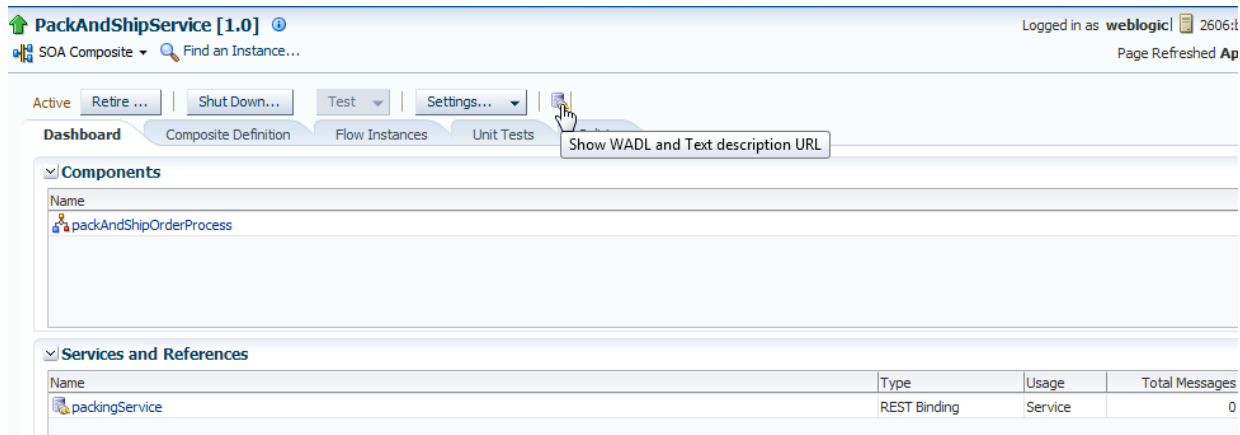 PackAndShipService [1.0]
Logged in as weblogic| 2606:b
SOA Composite Find an Instance...
Page Refreshed Ap
Active Retire ... Shut Down... Test Settings...
Dashboard Composite Definition Flow Instances Unit Tests
Show WADL and Text description URL
Components
Name
packAndShipOrderProcess
Services and References
Name Type Usage Total Messages
packingService REST Binding Service 0